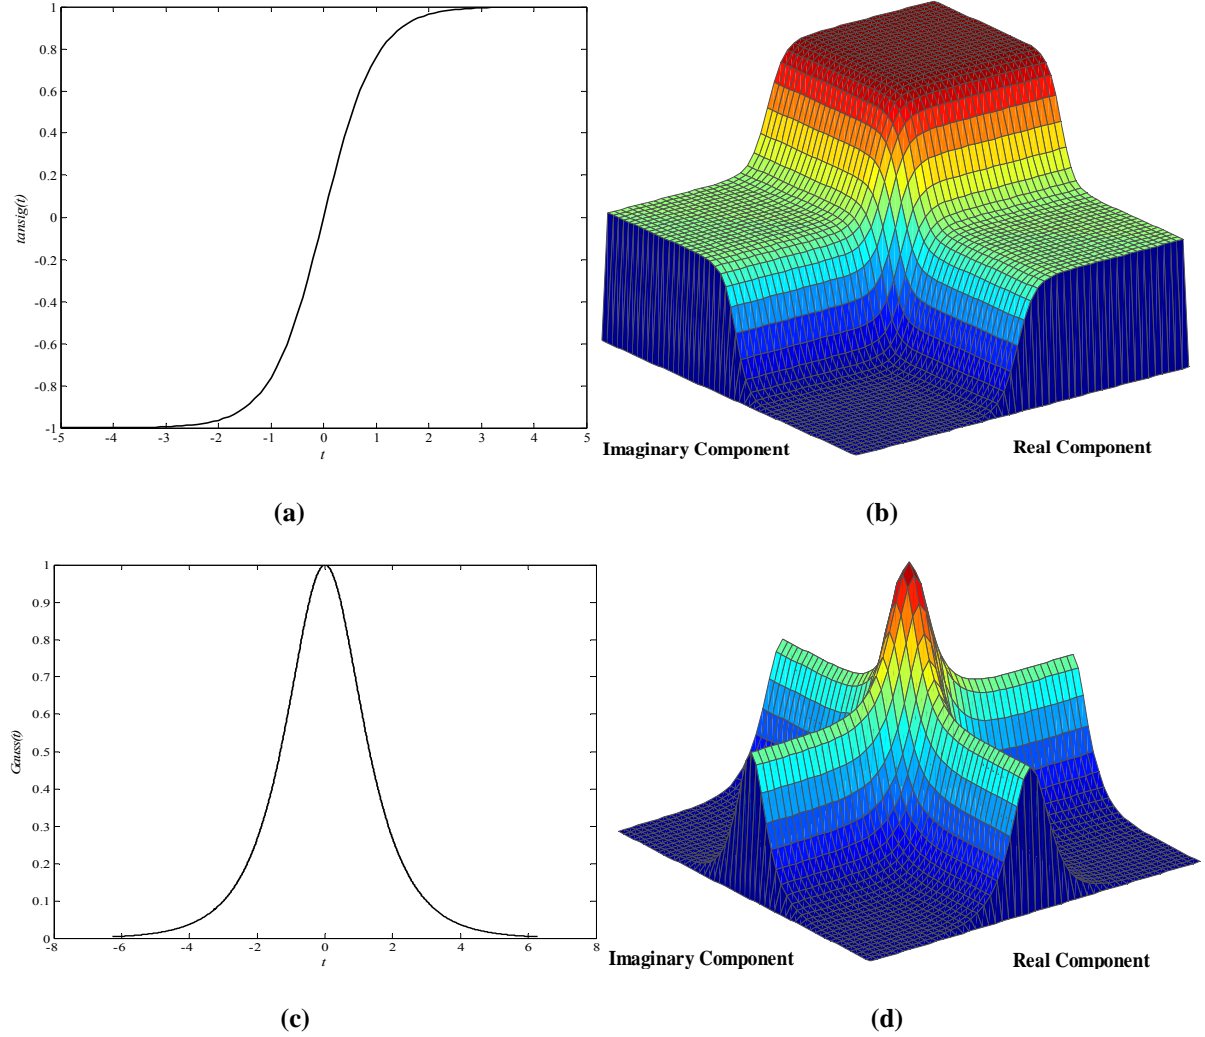 1
0.8
0.6
0.4
0.2
0
-0.2
-0.4
-0.6
-0.8
-1
tansig(t)
-5 -4 -3 -2 -1 0 1 2 3 4 5
t
Imaginary Component
Real Component
(a)
(b)
1
0.9
0.8
0.7
0.6
0.5
0.4
0.3
0.2
0.1
0
Gauss(t)
-8 -6 -4 -2 0 2 4 6 8
t
Imaginary Component
Real Component
(c)
(d)